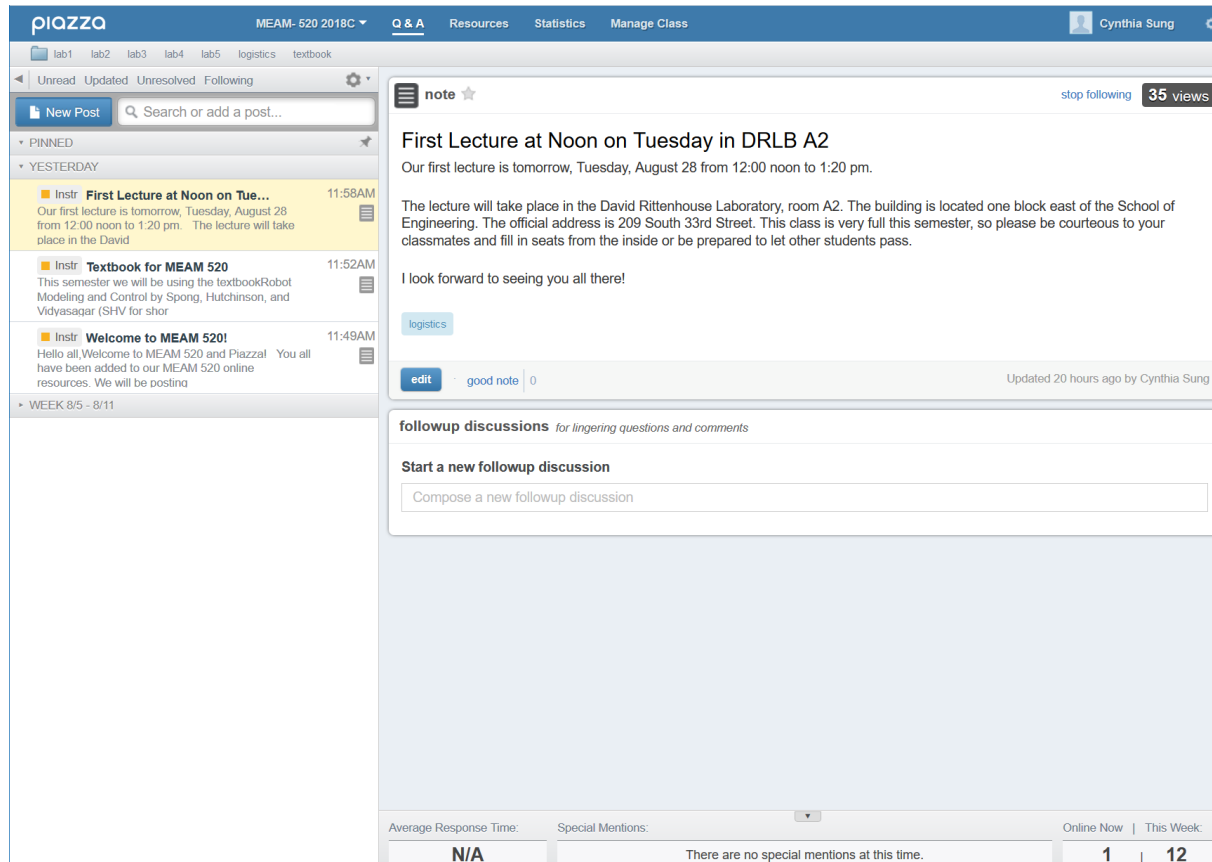 piazza
MEAM- 520 2018C
Q & A
Resources
Statistics
Manage Class
Cynthia Sung
lab1 lab2 lab3 lab4 lab5 logistics textbook
Unread Updated Unresolved Following
New Post
Search or add a post...
PINNED
YESTERDAY
Instr First Lecture at Noon on Tue... 11:58AM
Our first lecture is tomorrow, Tuesday, August 28
from 12:00 noon to 1:20 pm. The lecture will take
place in the David
Instr Textbook for MEAM 520 11:52AM
This semester we will be using the textbookRobot
Modeling and Control by Spong, Hutchinson, and
Vidyasagar (SHV for shor
Instr Welcome to MEAM 520! 11:49AM
Hello all,Welcome to MEAM 520 and Piazza! You all
have been added to our MEAM 520 online
resources. We will be posting
WEEK 8/5 - 8/11
note
stop following
35 views
First Lecture at Noon on Tuesday in DRLB A2
Our first lecture is tomorrow, Tuesday, August 28 from 12:00 noon to 1:20 pm.
The lecture will take place in the David Rittenhouse Laboratory, room A2. The building is located one block east of the School of
Engineering. The official address is 209 South 33rd Street. This class is very full this semester, so please be courteous to your
classmates and fill in seats from the inside or be prepared to let other students pass.
I look forward to seeing you all there!
logistics
edit · good note 0
Updated 20 hours ago by Cynthia Sung
followup discussions for lingering questions and comments
Start a new followup discussion
Compose a new followup discussion
Average Response Time: Special Mentions: Online Now | This Week:
N/A There are no special mentions at this time. 1 | 12